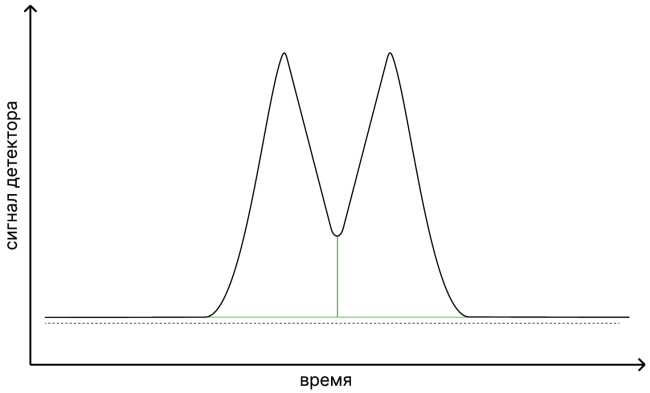 сигнал детектора
время